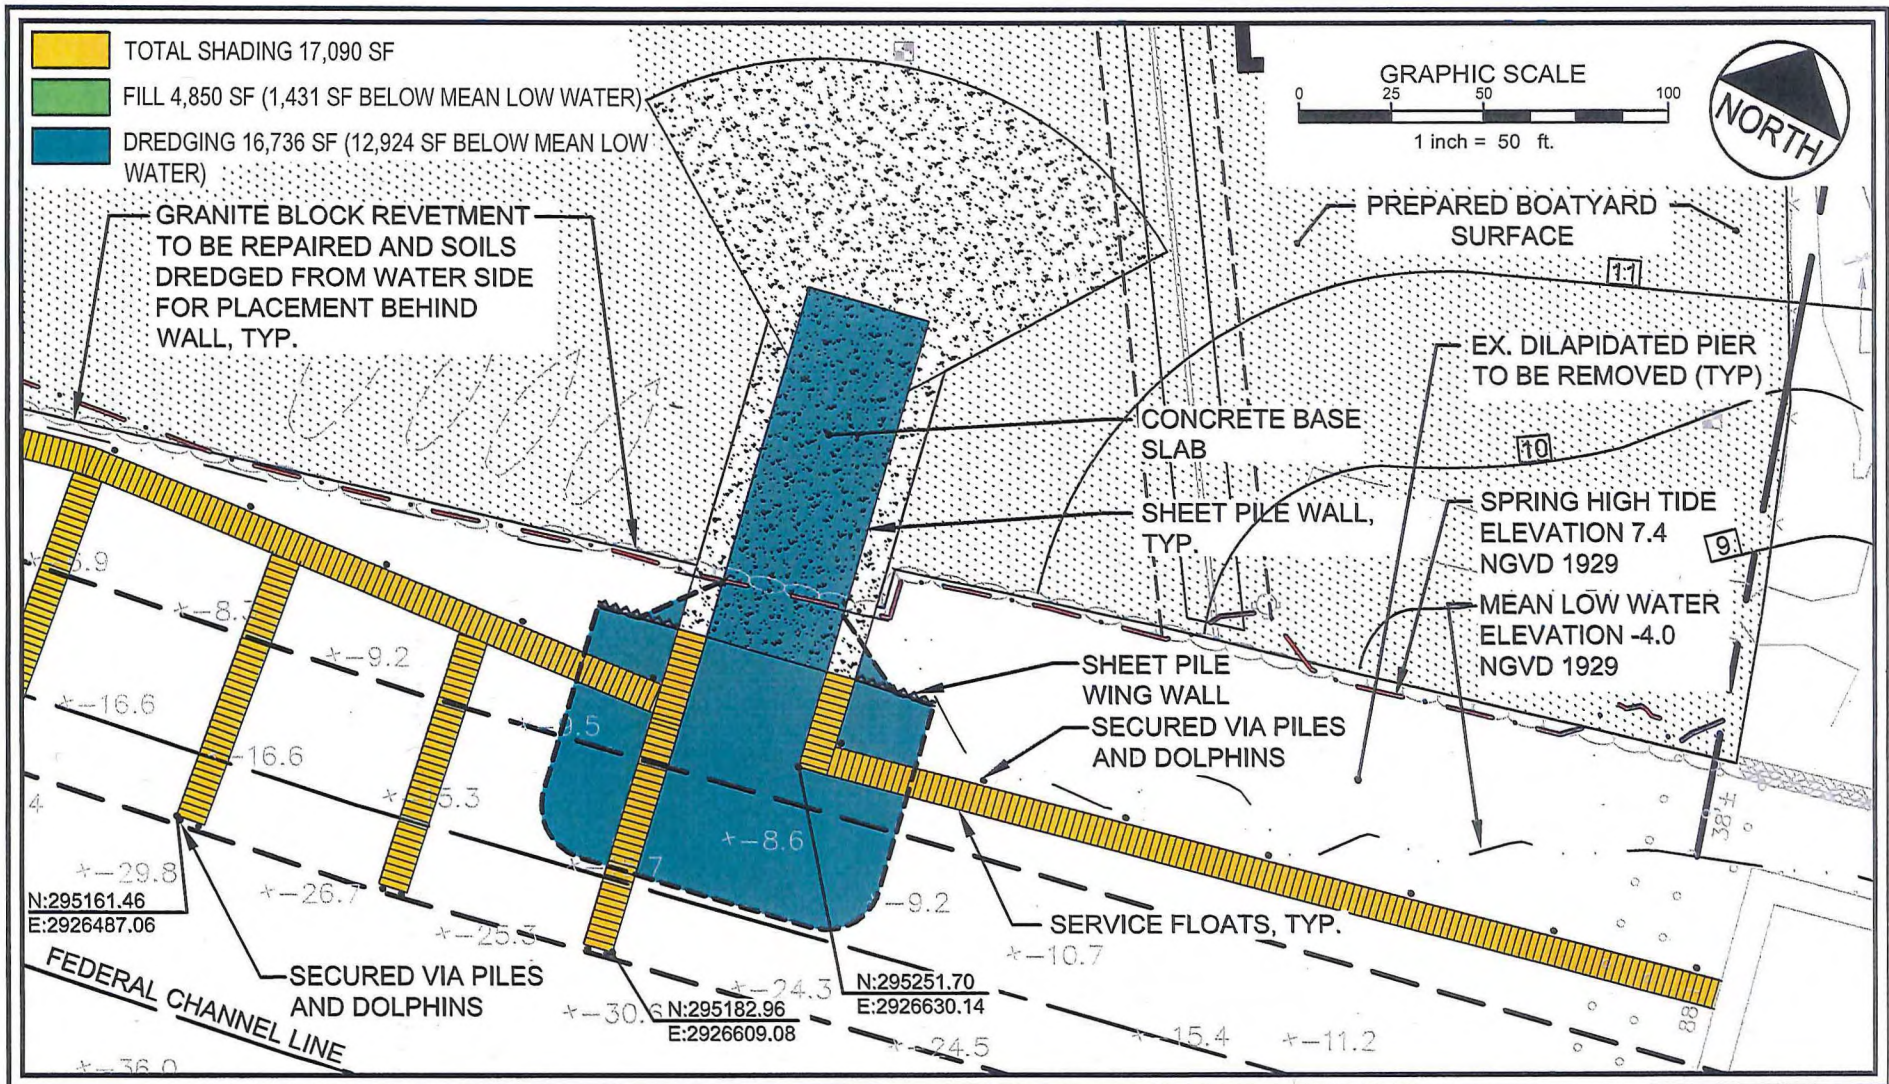 TOTAL SHADING 17,090 SF
FILL 4,850 SF (1,431 SF BELOW MEAN LOW WATER)
DREDGING 16,736 SF (12,924 SF BELOW MEAN LOW
WATER)
GRAPHIC SCALE
0 25 50 100
1 inch = 50 ft.
NORTH
GRANITE BLOCK REVETMENT
TO BE REPAIRED AND SOILS
DREDGED FROM WATER SIDE
FOR PLACEMENT BEHIND
WALL, TYP.
PREPARED BOATYARD
SURFACE
11
EX. DILAPIDATED PIER
TO BE REMOVED (TYP)
CONCRETE BASE
SLAB
10
SHEET PILE WALL,
TYP.
SPRING HIGH TIDE
ELEVATION 7.4
NGVD 1929
9
MEAN LOW WATER
ELEVATION -4.0
NGVD 1929
SHEET PILE
WING WALL
SECURED VIA PILES
AND DOLPHINS
-9.2
-16.6
-16.6
-9.5
-8.6
38'±
-29.8
-26.7
-25.3
-9.2
N:295161.46
E:2926487.06
SERVICE FLOATS, TYP.
-10.7
FEDERAL CHANNEL LINE
SECURED VIA PILES
AND DOLPHINS
-24.3
N:295251.70
E:2926630.14
N:295182.96
E:2926609.08
88
-24.5
-15.4
-11.2
-36.0